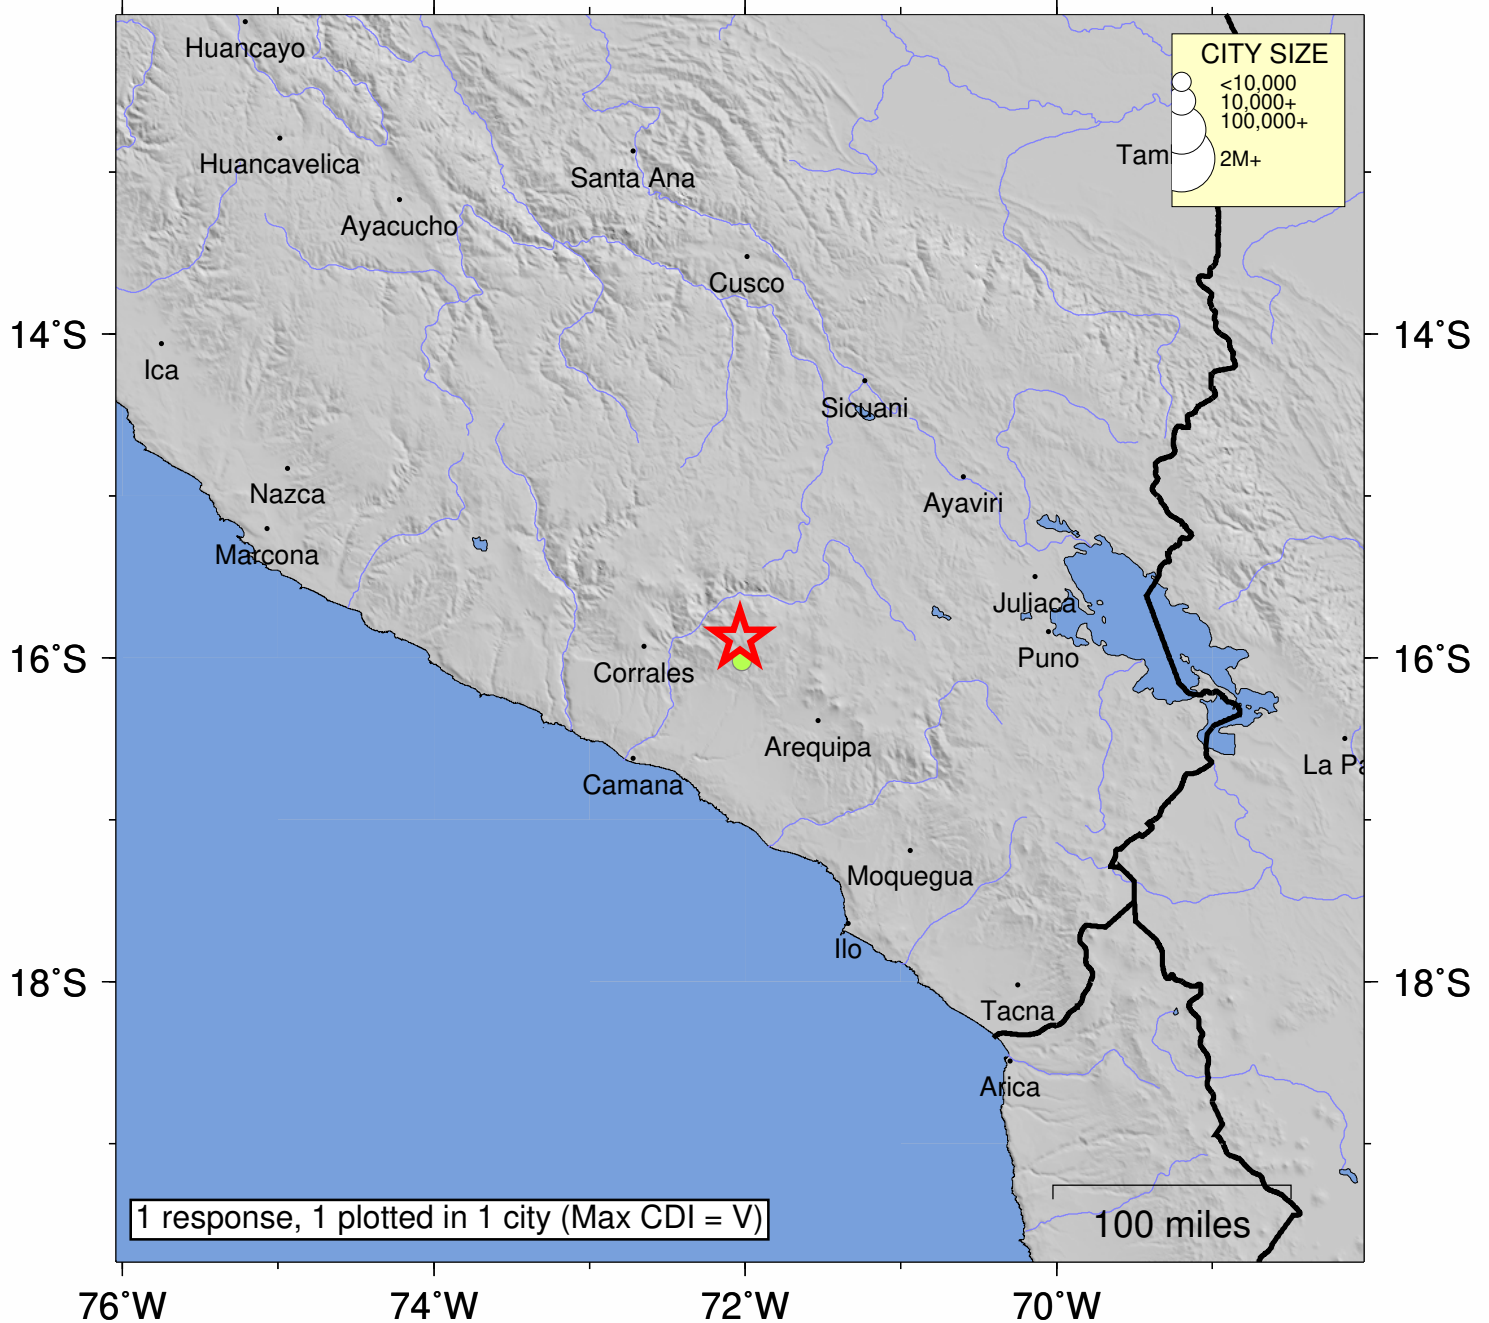 Huancayo
CITY SIZE
<10,000
10,000+
100,000+
2M+
Huancavelica
Tam
Santa Ana
Ayacucho
Cusco
14°S
14°S
Ica
Sicuani
Nazca
Ayaviri
Marcona
Juliaca
16°S
16°S
Corrales
Puno
Arequipa
La Pa
Camana
Moquegua
Ilo
18°S
18°S
Tacna
Arica
1 response, 1 plotted in 1 city (Max CDI = V)
100 miles
76°W
74°W
72°W
70°W